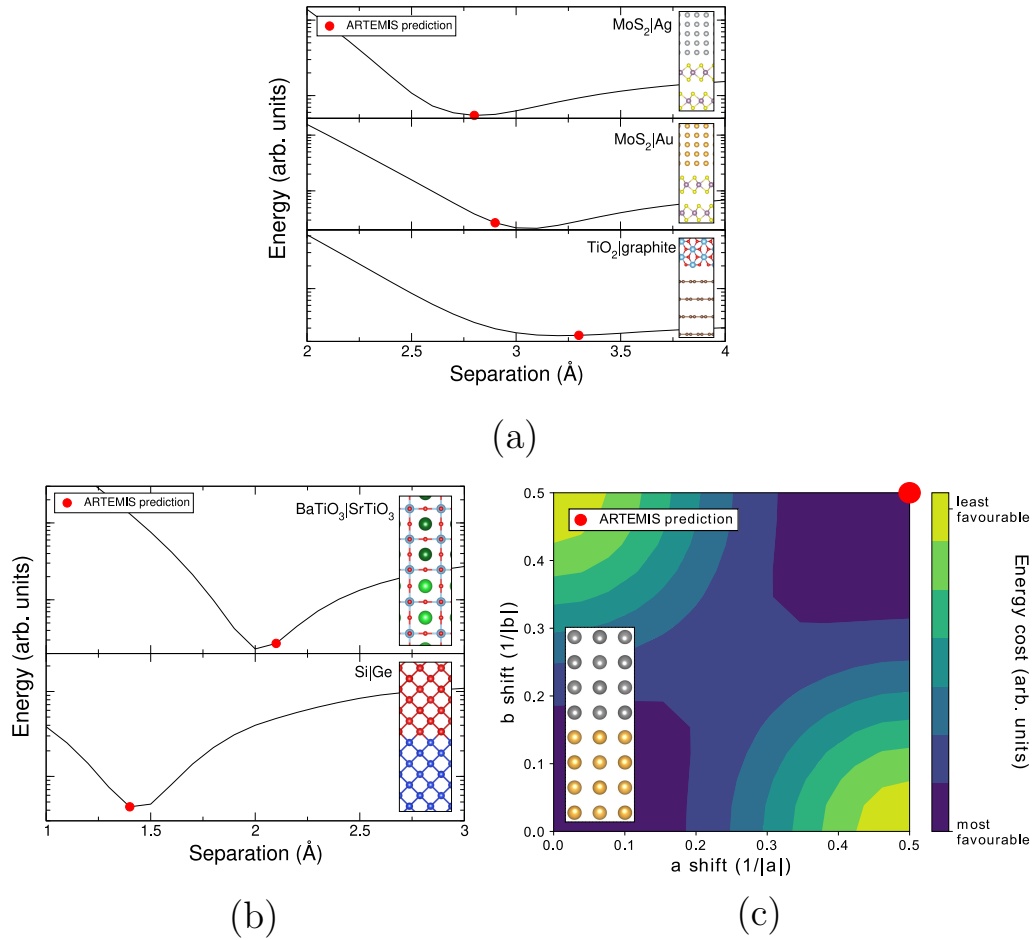 ARTEMIS prediction
MoS2|Ag
MoS2|Au
TiO2|graphite
Energy (arb. units)
2 2.5 3 3.5 4
Separation (Å)
(a)
ARTEMIS prediction
BaTiO3|SrTiO3
Si|Ge
Energy (arb. units)
1 1.5 2 2.5 3
Separation (Å)
(b)
ARTEMIS prediction
0.5
0.4
0.3
0.2
0.1
0.0
b shift (1/|b|)
0.0 0.1 0.2 0.3 0.4 0.5
a shift (1/|a|)
least
favourable
Energy cost (arb. units)
most
favourable
(c)